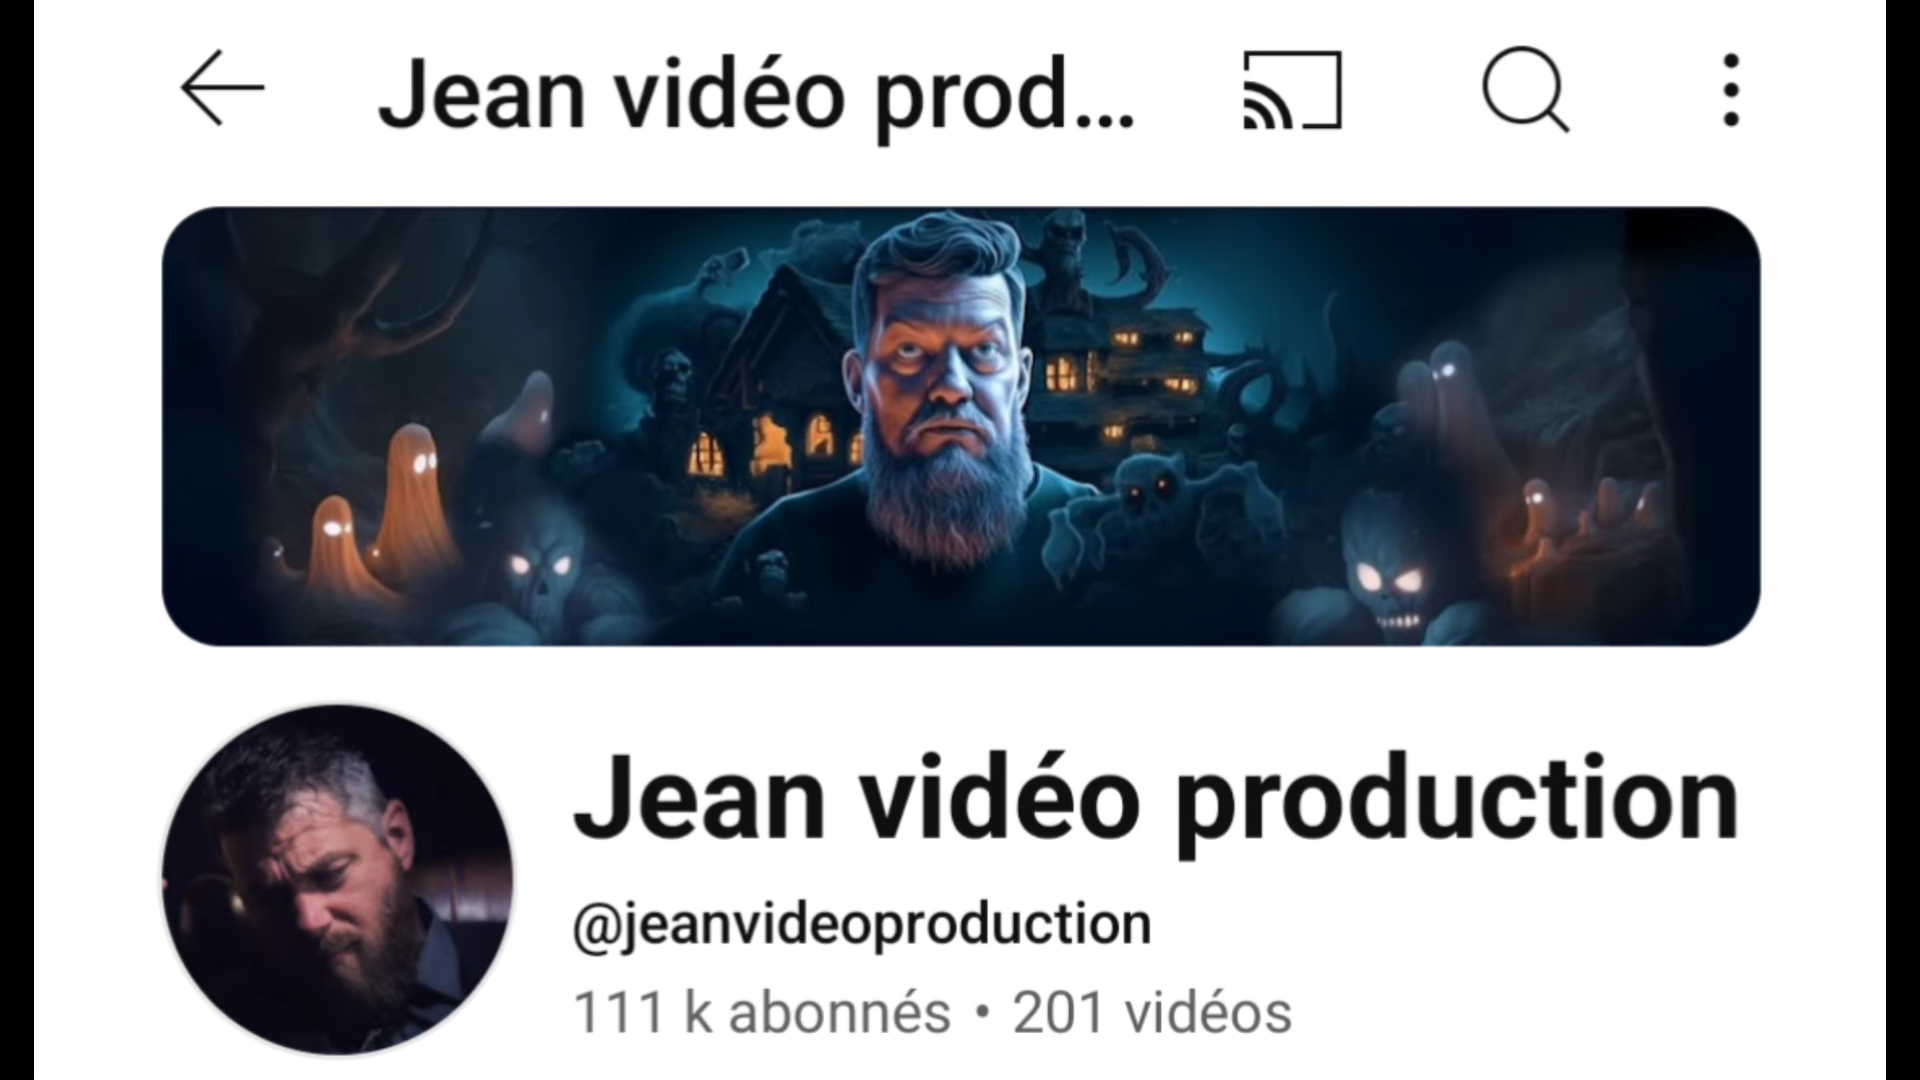 Jean vidéo prod...
Jean vidéo production
@jeanvideoproduction
111 k abonnés • 201 vidéos